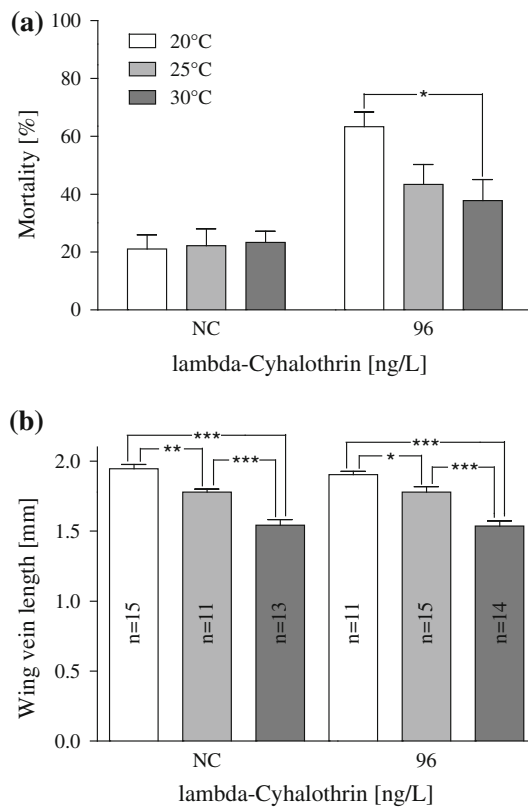 (a)
100
80
60
40
20
0
Mortality [%]
20°C
25°C
30°C
*
NC
96
lambda-Cyhalothrin [ng/L]
(b)
2.0
1.5
1.0
0.5
0.0
Wing vein length [mm]
***
**
***
***
*
***
n=15
n=11
n=13
n=11
n=15
n=14
NC
96
lambda-Cyhalothrin [ng/L]